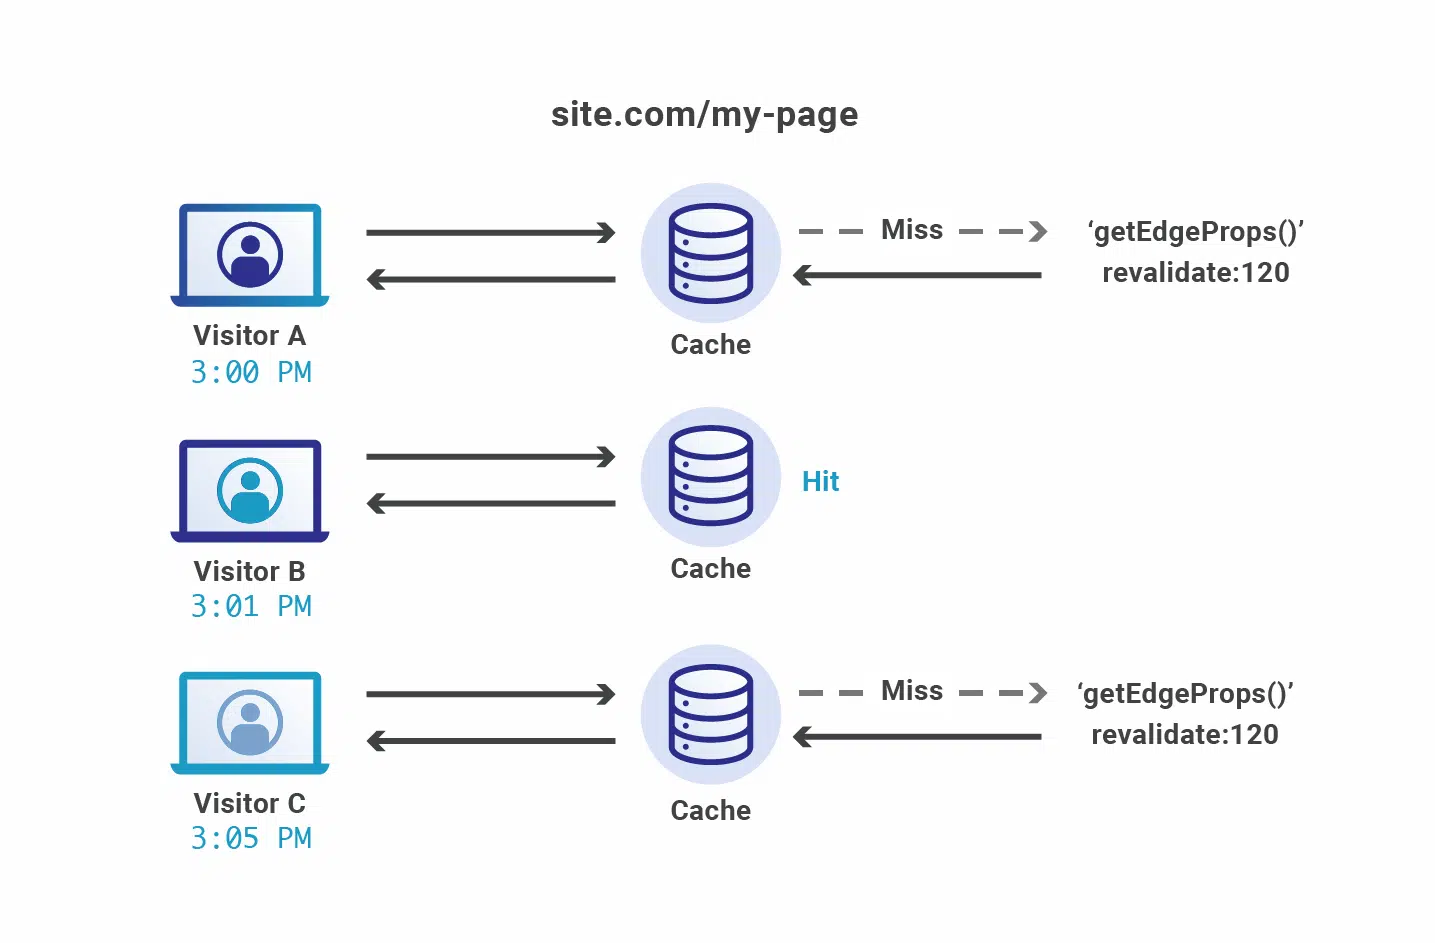 site.com/my-page
Miss
‘getEdgeProps()’
revalidate:120
Visitor A
3:00 PM
Cache
Hit
Visitor B
3:01 PM
Cache
Miss
‘getEdgeProps()’
revalidate:120
Visitor C
3:05 PM
Cache